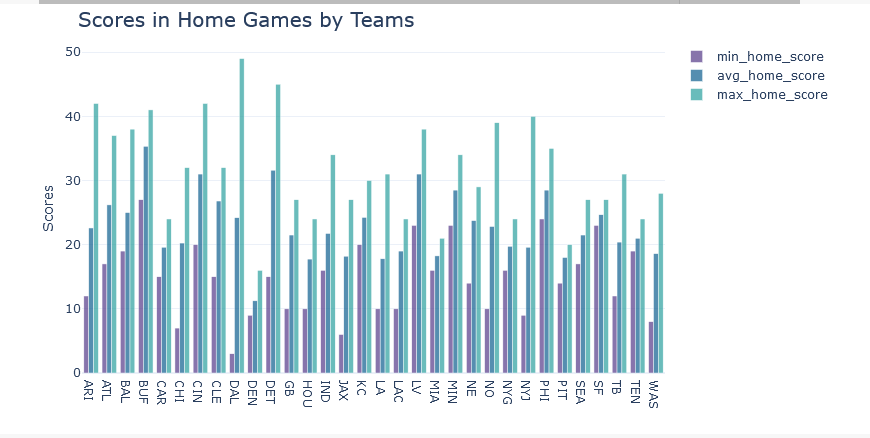 Scores in Home Games by Teams
min_home_score
avg_home_score
max_home_score
Scores
50
40
30
20
10
0
ARI ATL BAL BUF CAR CHI CIN CLE DAL DEN DET GB HOU IND JAX KC LA LAC LV MIA MIN NE NO NYG NYJ PHI PIT SEA SF TB TEN WAS